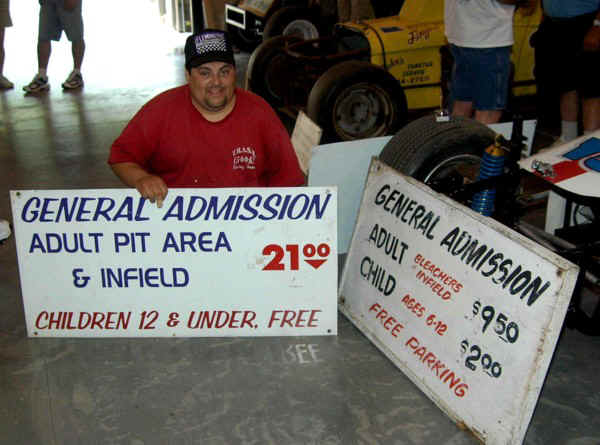 GENERAL ADMISSION
ADULT PIT AREA
& INFIELD
21.00
CHILDREN 12 & UNDER, FREE
GENERAL ADMISSION
ADULT BLEACHERS INFIELD $9.50
CHILD AGES 6-12 $2.00
FREE PARKING